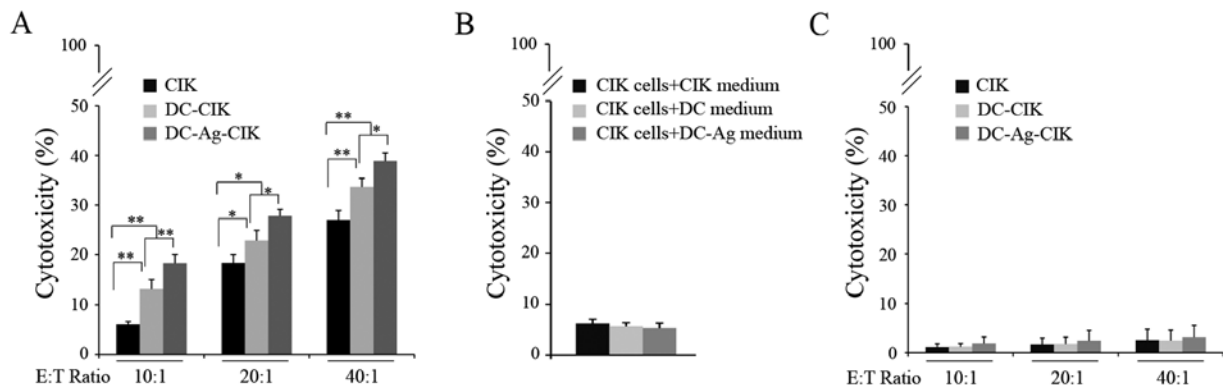 A
100
CIK
DC-CIK
DC-Ag-CIK
50
40
30
20
10
0
Cytotoxicity (%)
** ** **
* * *
** ** *
E:T Ratio 10:1 20:1 40:1
B
100
CIK cells+CIK medium
CIK cells+DC medium
CIK cells+DC-Ag medium
50
40
30
20
10
0
Cytotoxicity (%)
C
100
CIK
DC-CIK
DC-Ag-CIK
50
40
30
20
10
0
Cytotoxicity (%)
E:T Ratio 10:1 20:1 40:1